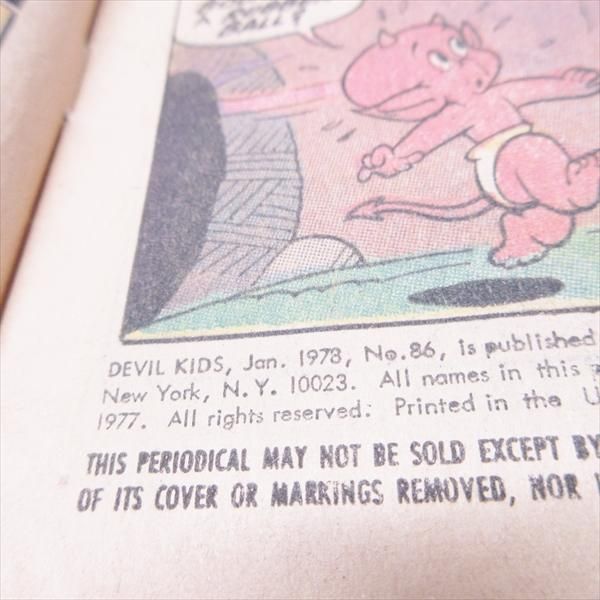 BALL?
DEVIL KIDS, Jan. 1978, No.86, is published
New York, N.Y. 10023. All names in this
1977. All rights reserved. Printed in the U
THIS PERIODICAL MAY NOT BE SOLD EXCEPT BY
OF ITS COVER OR MARKINGS REMOVED, NOR